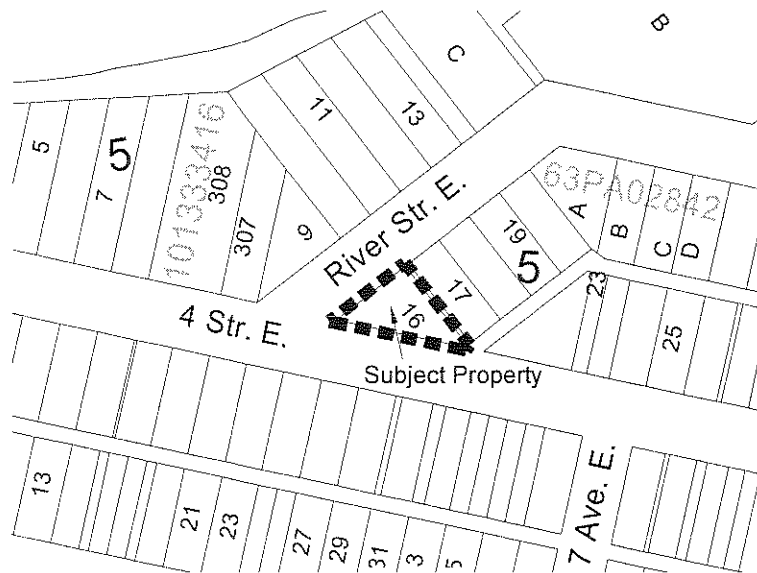 B
C
11
13
5
5
7
101333416
308
307
9
River Str. E.
63PA02842
A
B
C
D
19
5
17
16
23
25
4 Str. E.
Subject Property
7 Ave. E.
13
21
23
27
29
31
3
5